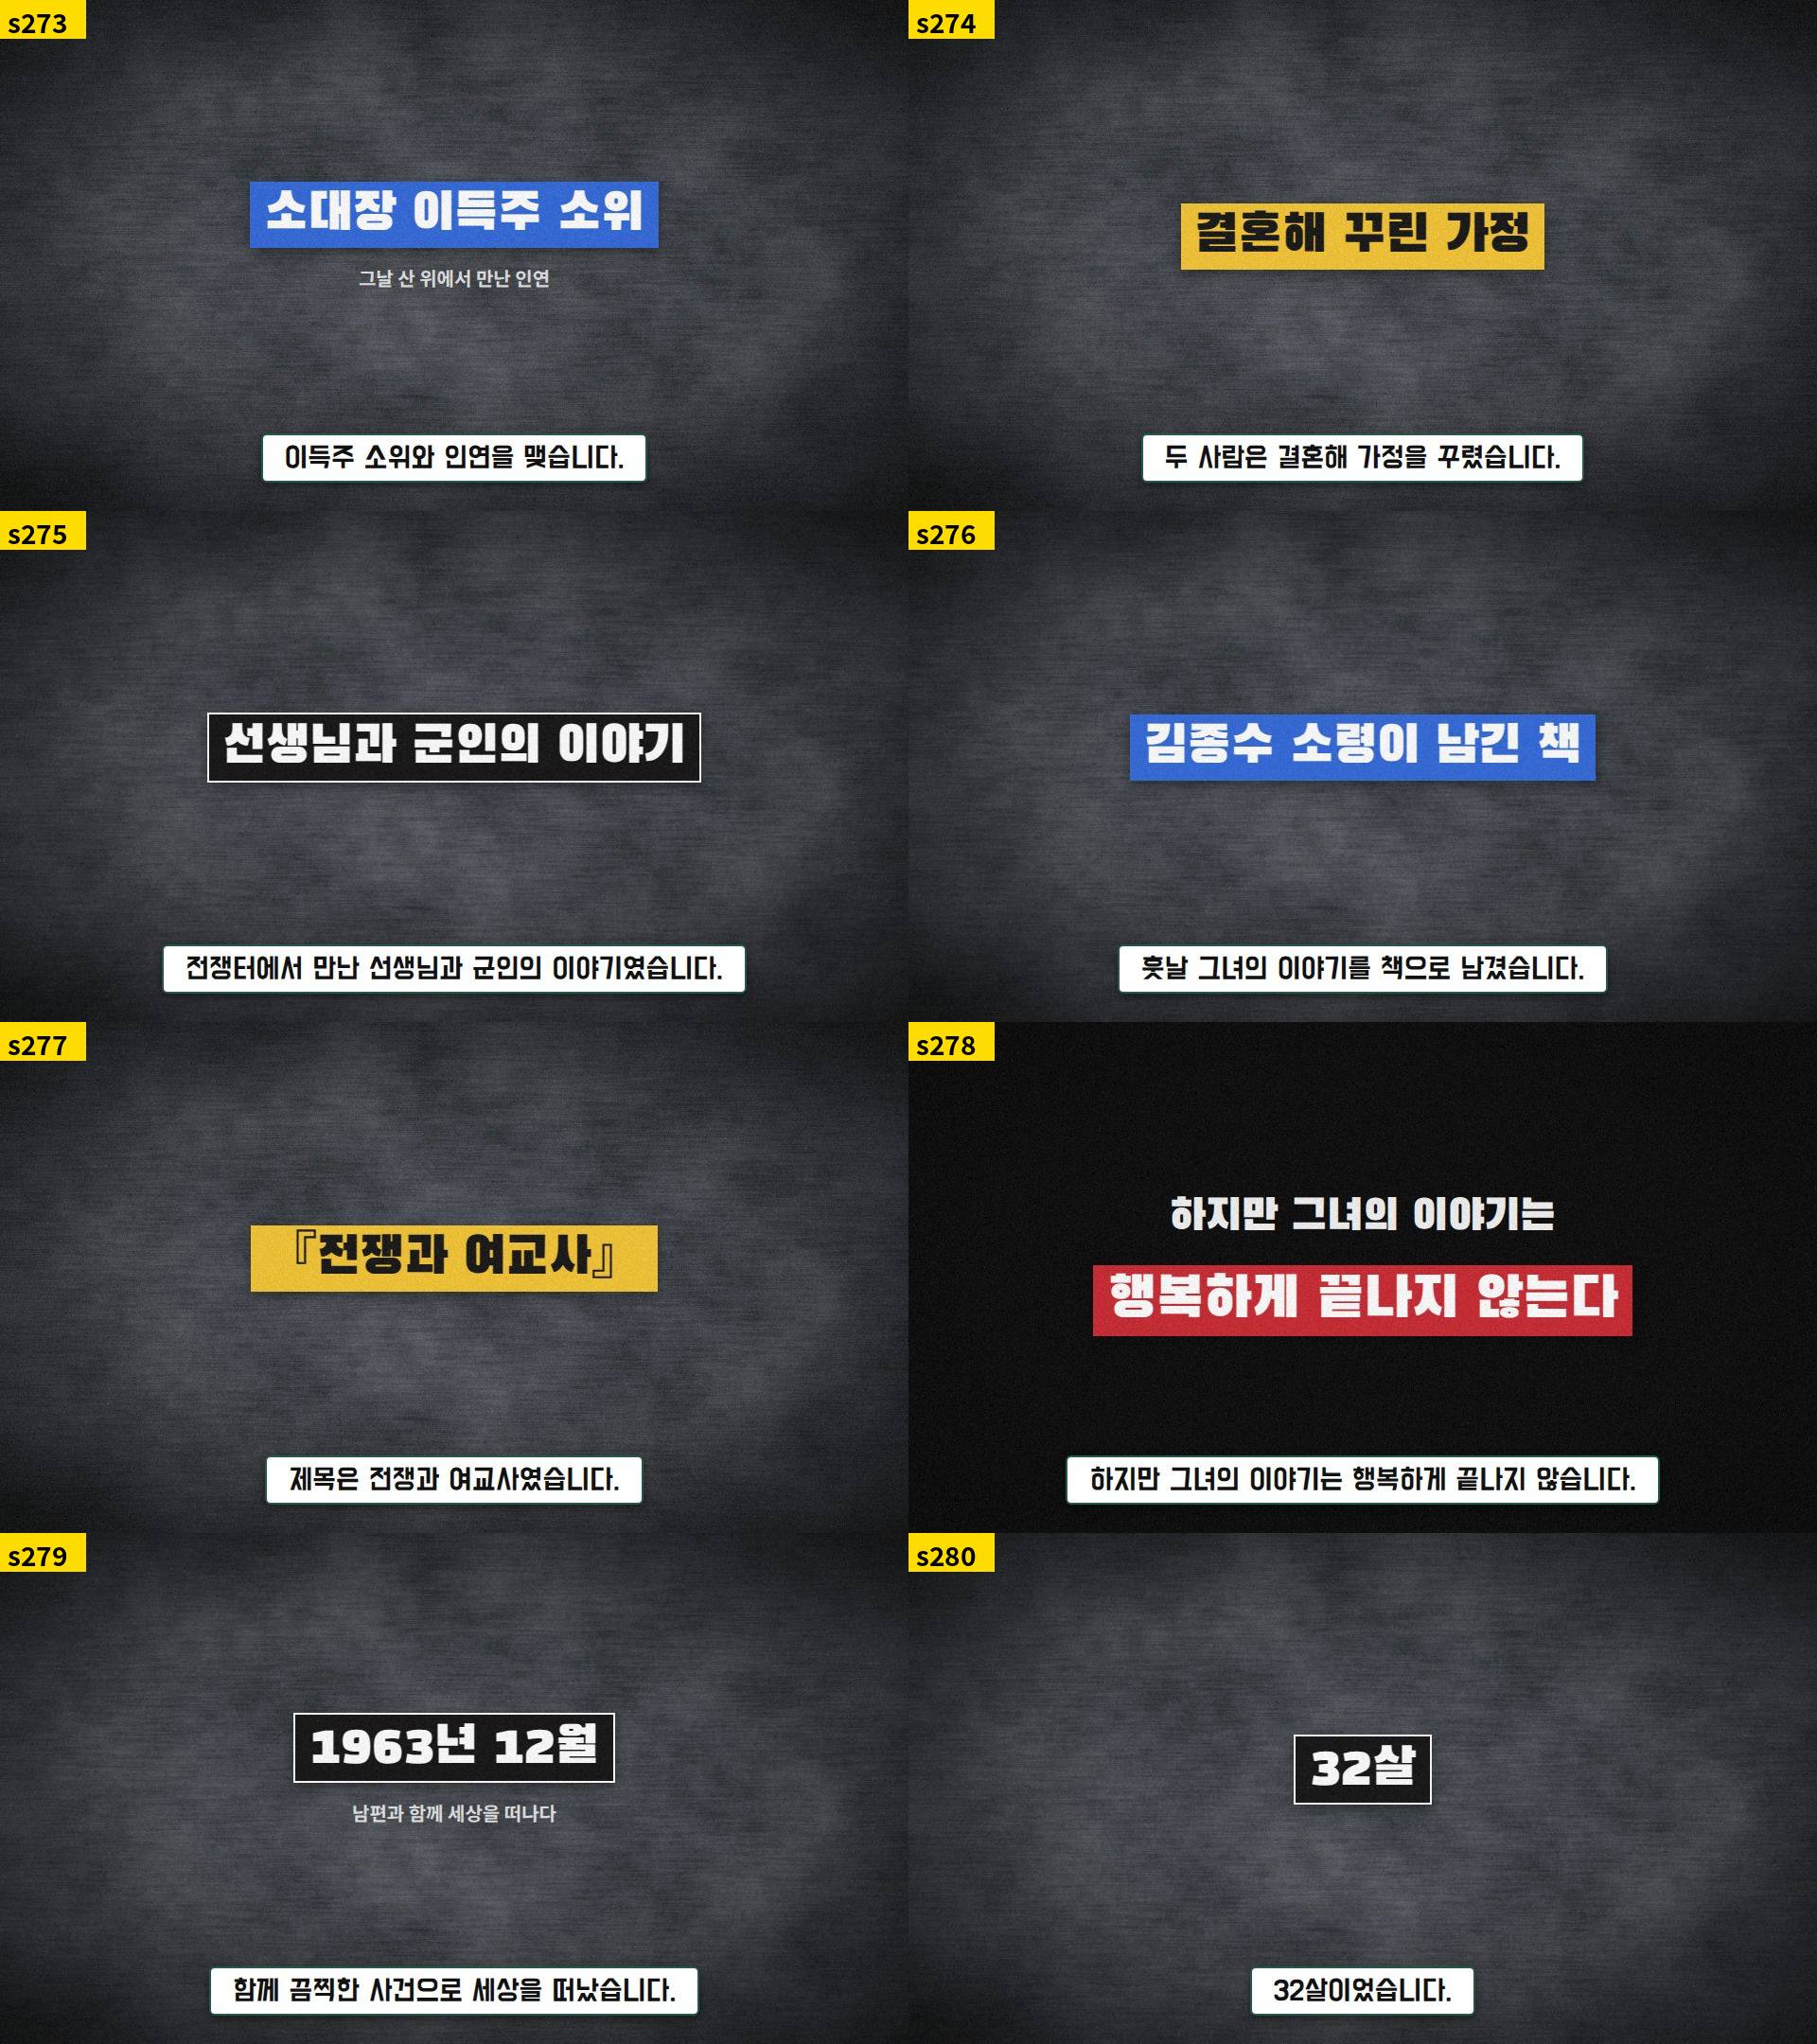 s273
소대장 이득주 소위
그날 산 위에서 만난 인연
이득주 소위와 인연을 맺습니다.
s274
결혼해 꾸린 가정
두 사람은 결혼해 가정을 꾸렸습니다.
s275
선생님과 군인의 이야기
전쟁터에서 만난 선생님과 군인의 이야기였습니다.
s276
김종수 소령이 남긴 책
훗날 그녀의 이야기를 책으로 남겼습니다.
s277
『전쟁과 여교사』
제목은 전쟁과 여교사였습니다.
s278
하지만 그녀의 이야기는
행복하게 끝나지 않는다
하지만 그녀의 이야기는 행복하게 끝나지 않습니다.
s279
1963년 12월
남편과 함께 세상을 떠나다
함께 끔찍한 사건으로 세상을 떠났습니다.
s280
32살
32살이었습니다.